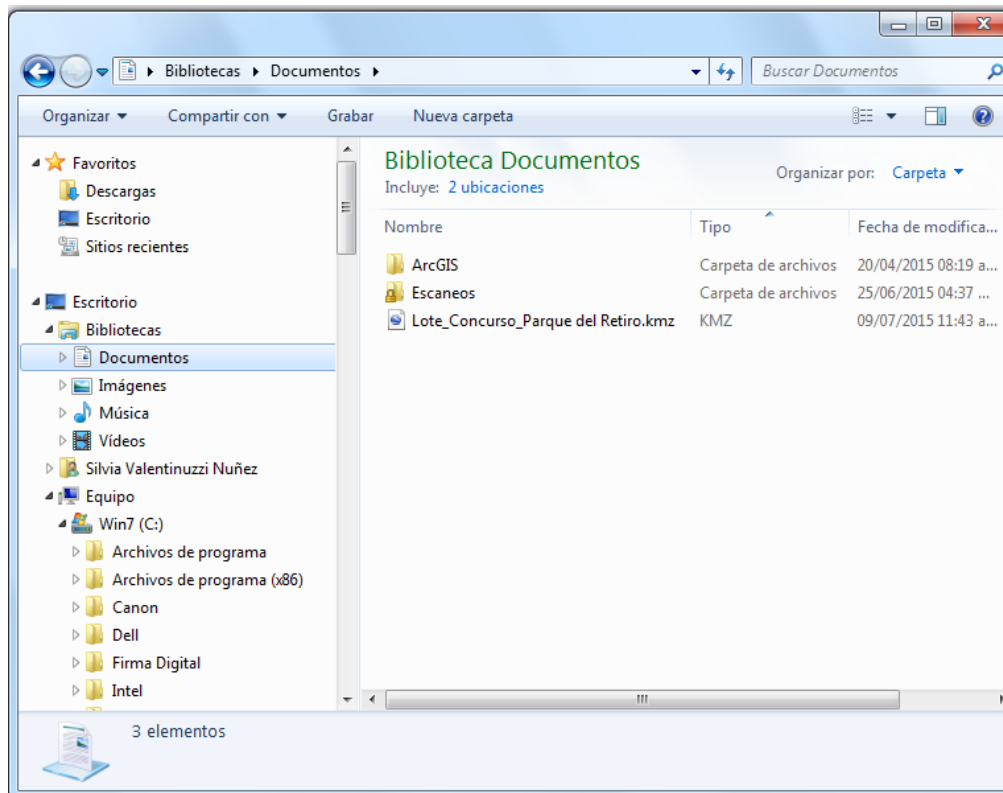 Bibliotecas Documentos
Buscar Documentos
Organizar Compartir con Grabar Nueva carpeta
Favoritos
Descargas
Escritorio
Sitios recientes
Escritorio
Bibliotecas
Documentos
Imágenes
Música
Vídeos
Silvia Valentinuzzi Nuñez
Equipo
Win7 (C:)
Archivos de programa
Archivos de programa (x86)
Canon
Dell
Firma Digital
Intel
Biblioteca Documentos
Incluye: 2 ubicaciones
Organizar por: Carpeta
Nombre Tipo Fecha de modifica...
ArcGIS Carpeta de archivos 20/04/2015 08:19 a...
Escaneos Carpeta de archivos 25/06/2015 04:37 ...
Lote_Concurso_Parque del Retiro.kmz KMZ 09/07/2015 11:43 a...
3 elementos